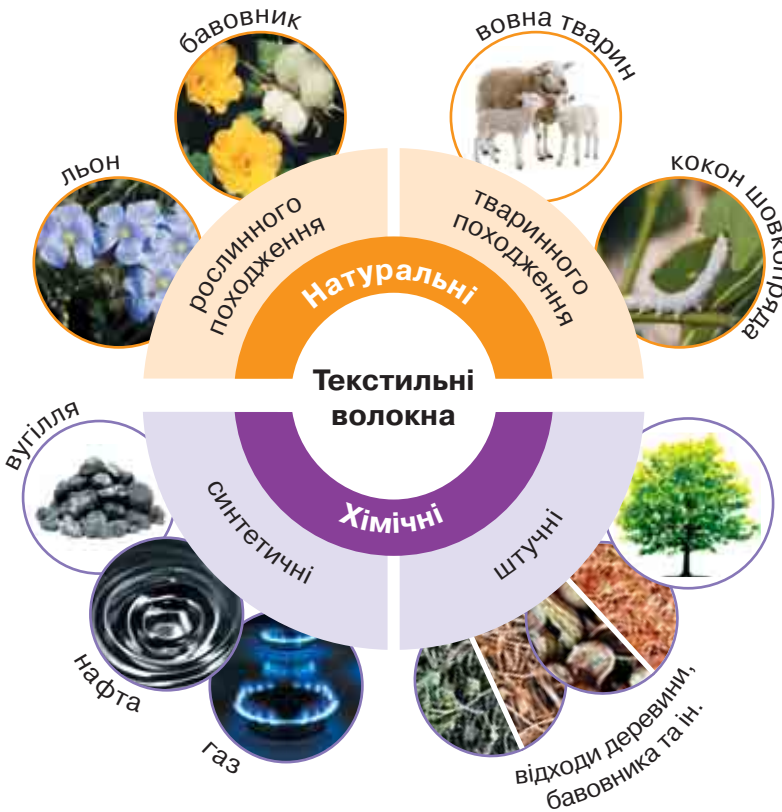 бавовник
вовна тварин
льон
кокон шовкопряда
рослинного
походження
тваринного
походження
Натуральні
Текстильні
волокна
Хімічні
вугілля
синтетичні
штучні
нафта
газ
відходи деревини,
бавовника та ін.